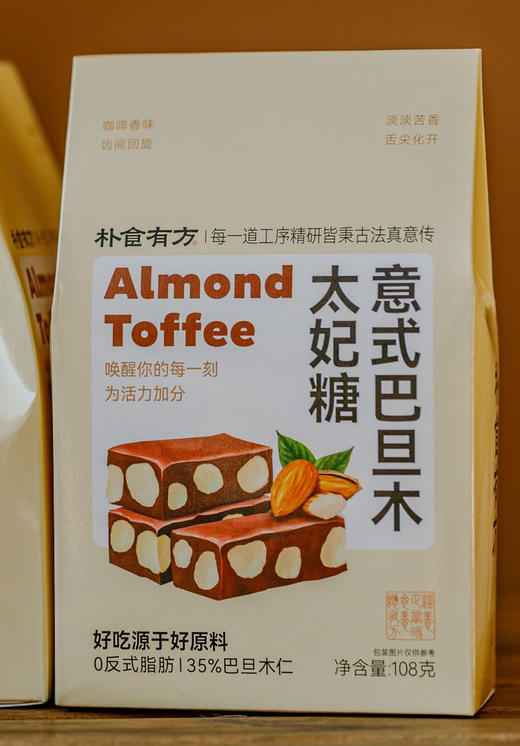 咖啡香味
齿间回旋
淡淡苦香
舌尖化开
朴食有方 | 每一道工序精研皆秉古法真意传
Almond
Toffee
意式巴旦木
太妃糖
唤醒你的每一刻
为活力加分
好吃源于好原料
0反式脂肪 | 35%巴旦木仁
包装图片仅供参考
净含量:108克
Almond